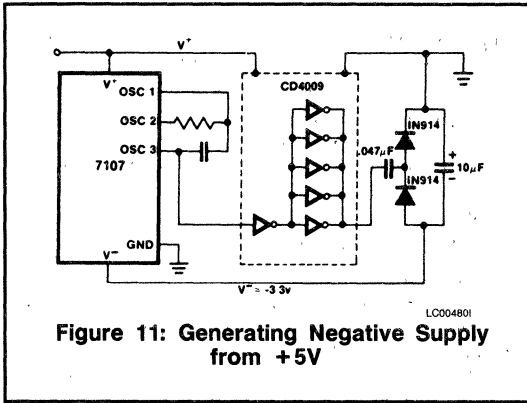 V+
V+
CD4009
OSC 1
OSC 2
OSC 3
7107
GND
V−
IN914
.047μF
IN914
+
10μF
−
V− = -3.3v
LC00480I
Figure 11: Generating Negative Supply
from +5V